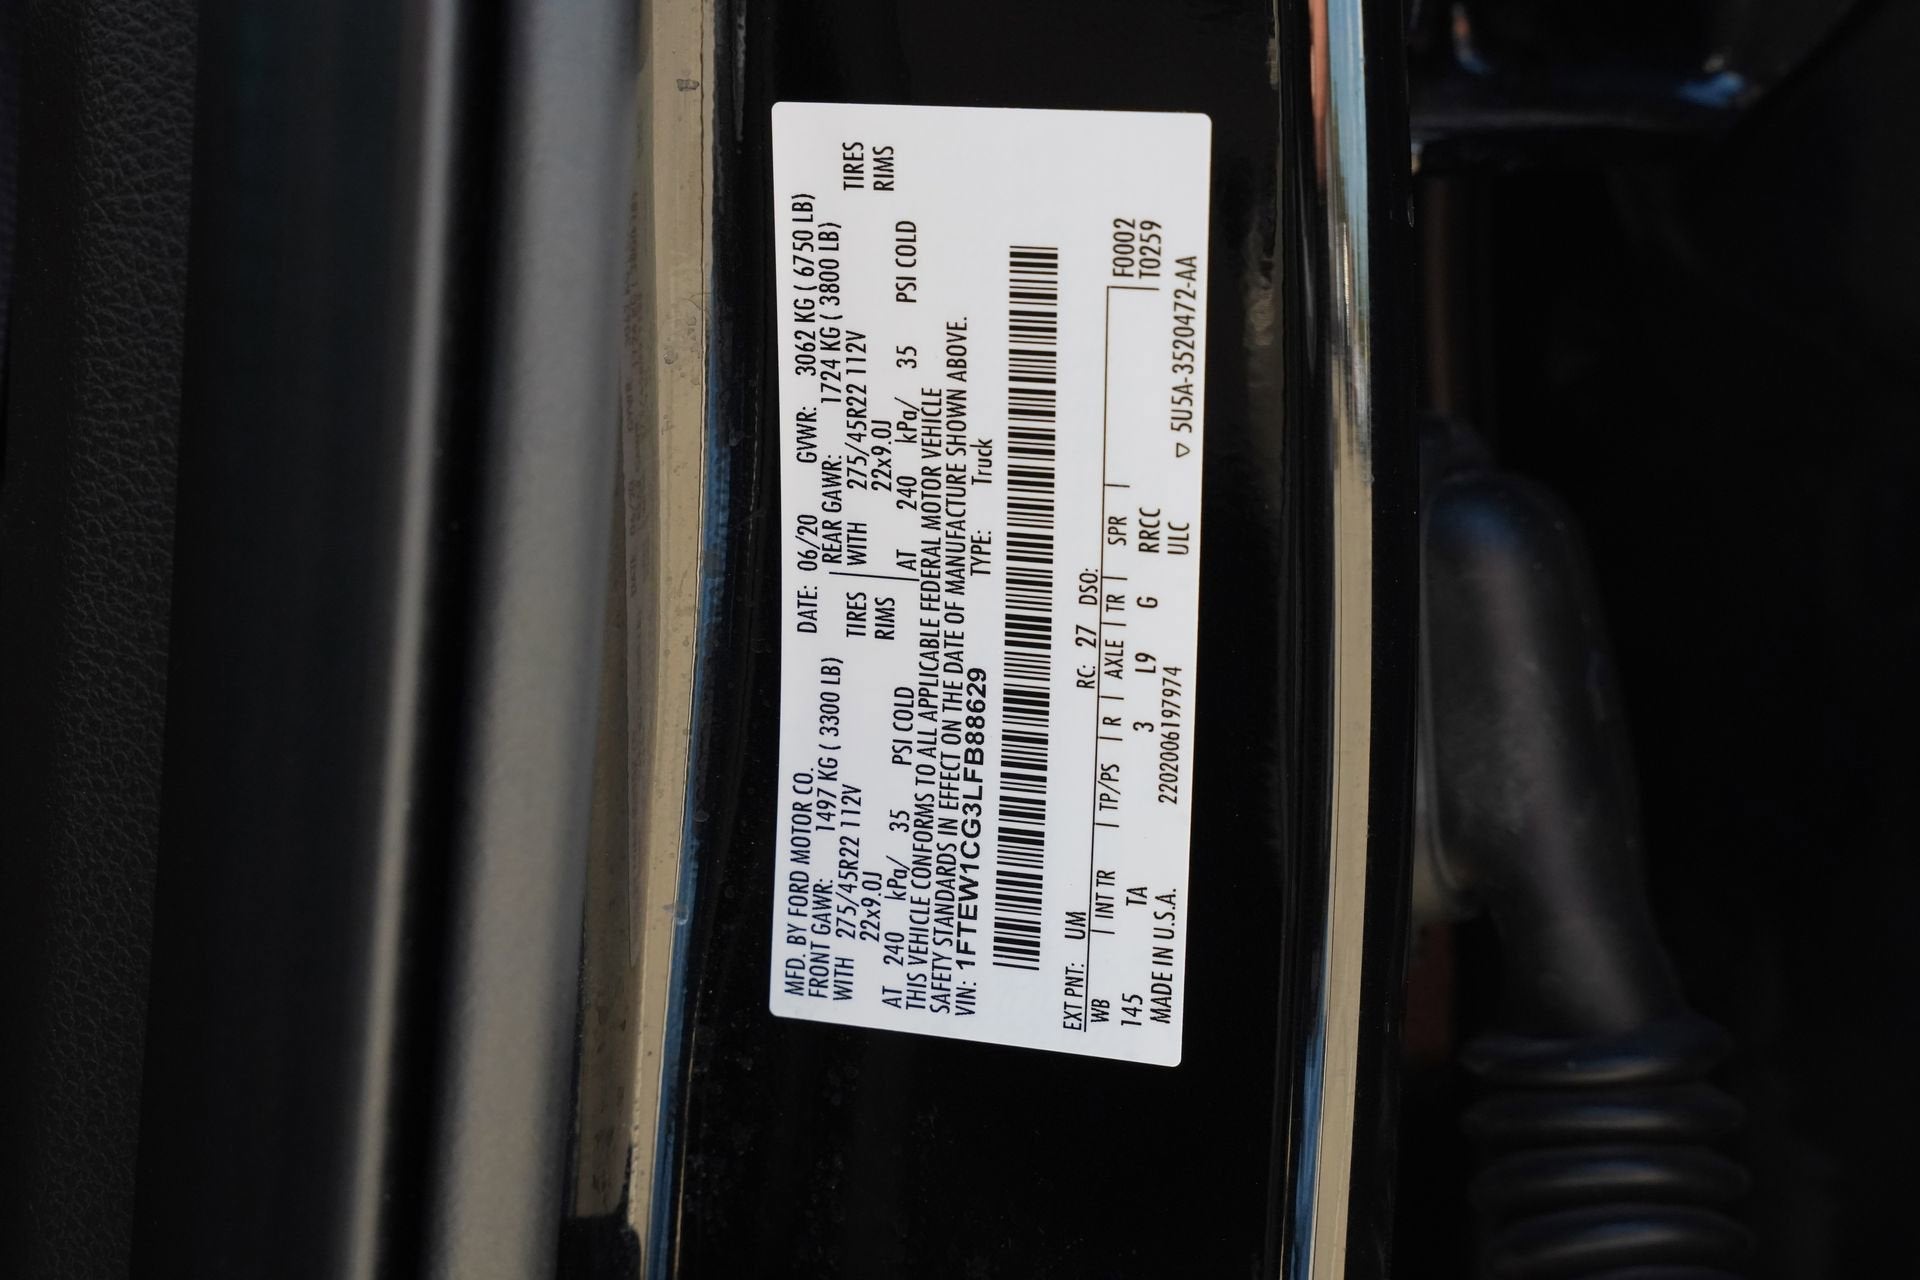 MFD. BY FORD MOTOR CO. DATE: 06/20 GVWR: 3062 KG ( 6750 LB)
FRONT GAWR: 1497 KG ( 3300 LB) REAR GAWR: 1724 KG ( 3800 LB)
WITH 275/45R22 112V TIRES WITH 275/45R22 112V TIRES
22x9.0J RIMS 22x9.0J RIMS
AT 240 kPa/ 35 PSI COLD AT 240 kPa/ 35 PSI COLD
THIS VEHICLE CONFORMS TO ALL APPLICABLE FEDERAL MOTOR VEHICLE
SAFETY STANDARDS IN EFFECT ON THE DATE OF MANUFACTURE SHOWN ABOVE.
VIN: 1FTEW1CG3LFB88629 TYPE: Truck
EXT PNT: UM RC: 27 DSO:
WB | INT TR | TP/PS | R | AXLE | TR | SPR | F0002
145 TA 3 L9 G RRCC T0259
MADE IN U.S.A. 2202006197974 ULC ▽ 5U5A-3520472-AA